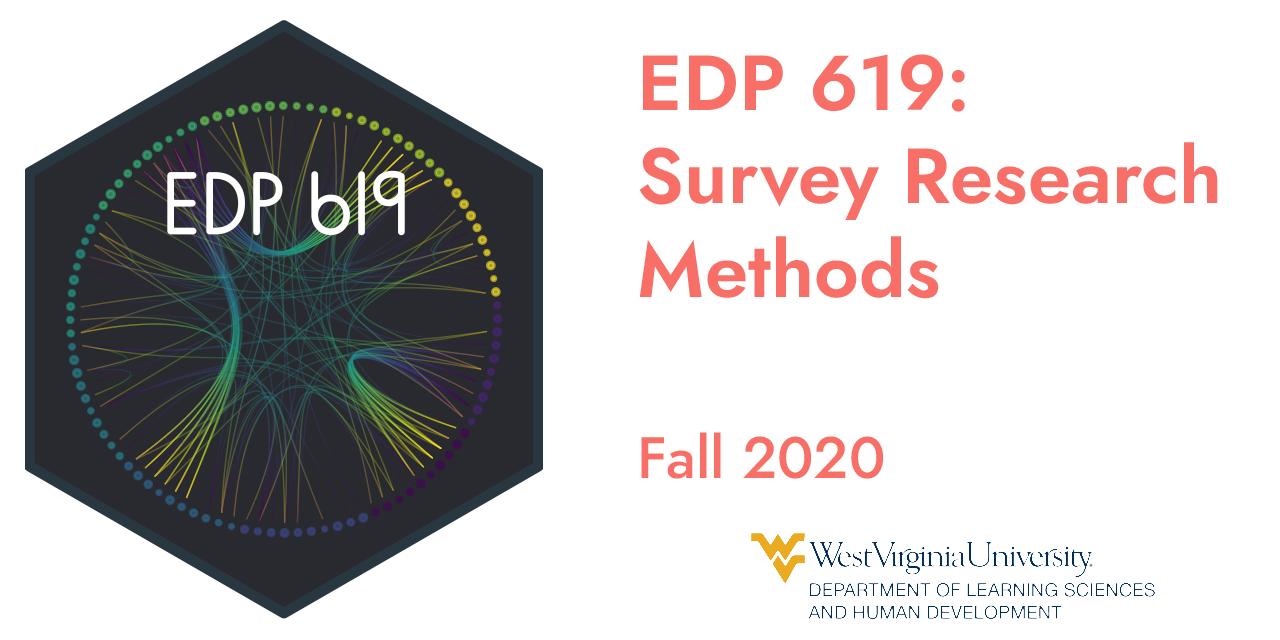 EDP 619
EDP 619:
Survey Research
Methods
Fall 2020
WestVirginiaUniversity.
DEPARTMENT OF LEARNING SCIENCES
AND HUMAN DEVELOPMENT